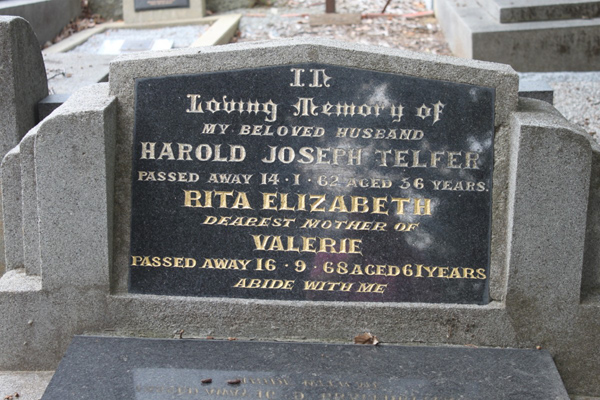 In
Loving Memory of
MY BELOVED HUSBAND
HAROLD JOSEPH TELFER
PASSED AWAY 14·1·62 AGED 36 YEARS.
RITA ELIZABETH
DEAREST MOTHER OF
VALERIE
PASSED AWAY 16·9·68 AGED 61 YEARS
ABIDE WITH ME